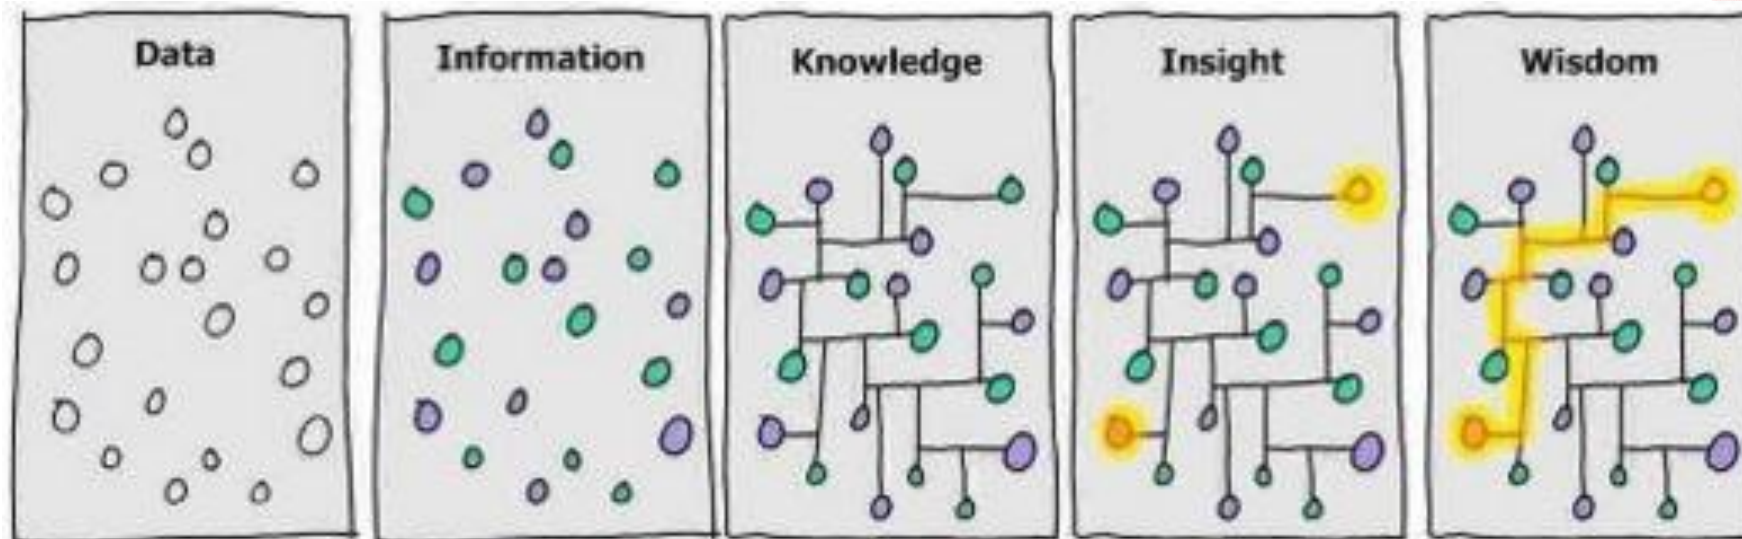 Data
Information
Knowledge
Insight
Wisdom